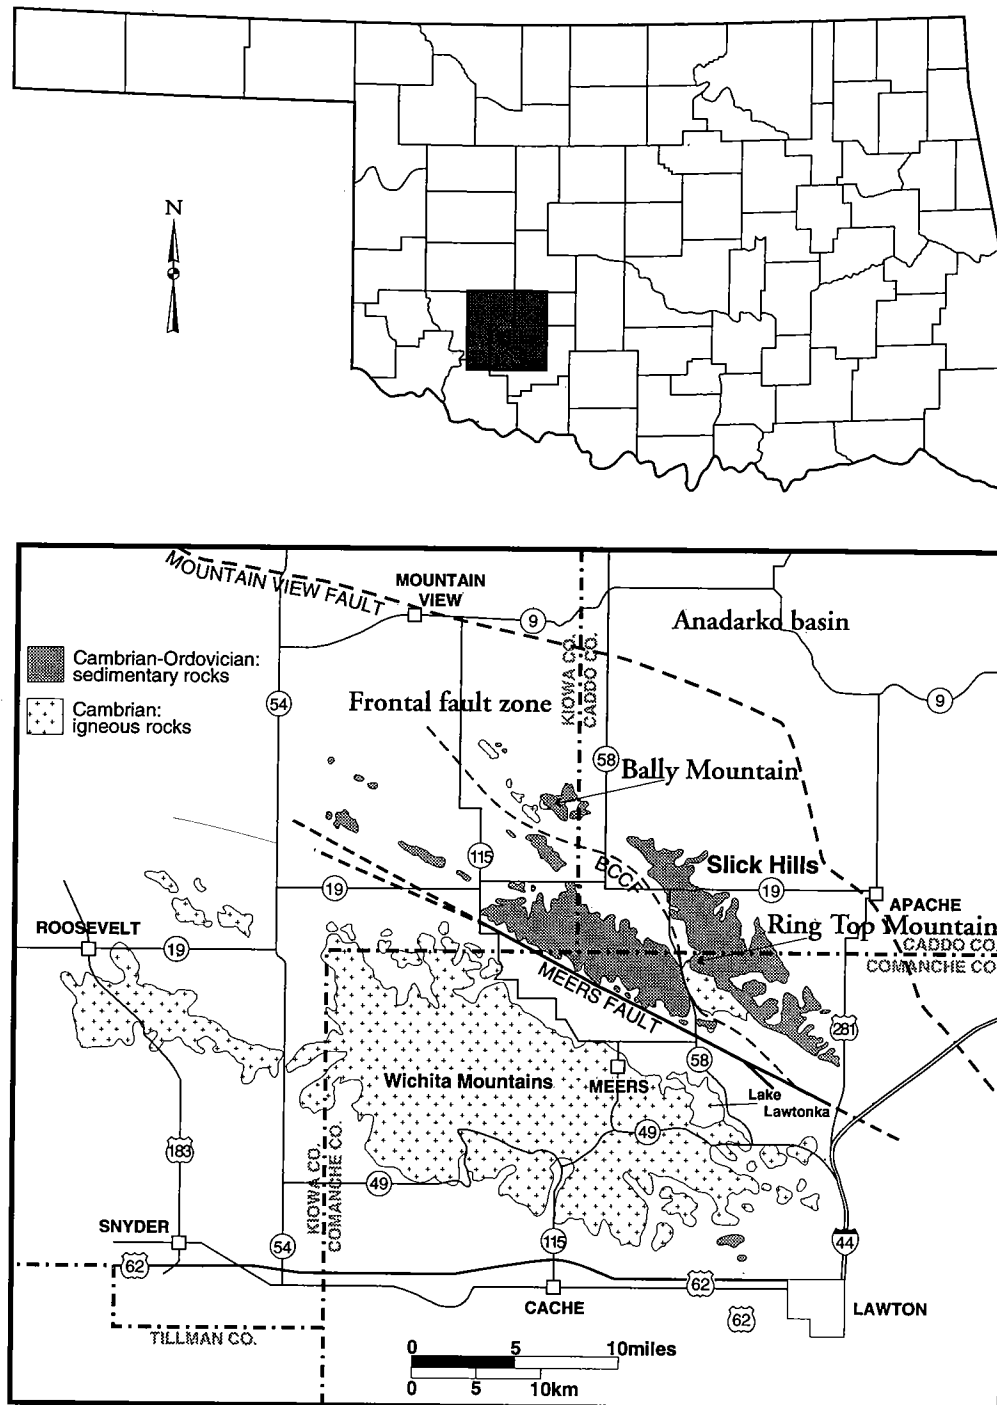 N
MOUNTAIN VIEW FAULT
MOUNTAIN
VIEW
9
Anadarko basin
Cambrian-Ordovician:
sedimentary rocks
Cambrian:
igneous rocks
54
Frontal fault zone
KIOWA CO.
CADDO CO.
9
58
Bally Mountain
115
BCCF
Slick Hills
19
19
APACHE
ROOSEVELT
19
Ring Top Mountain
CADDO CO.
COMANCHE CO.
MEERS FAULT
281
58
Wichita Mountains
MEERS
Lake
Lawtonka
49
183
KIOWA CO.
COMANCHE CO.
49
SNYDER
54
115
44
62
62
CACHE
62
LAWTON
TILLMAN CO.
0 5 10miles
0 5 10km